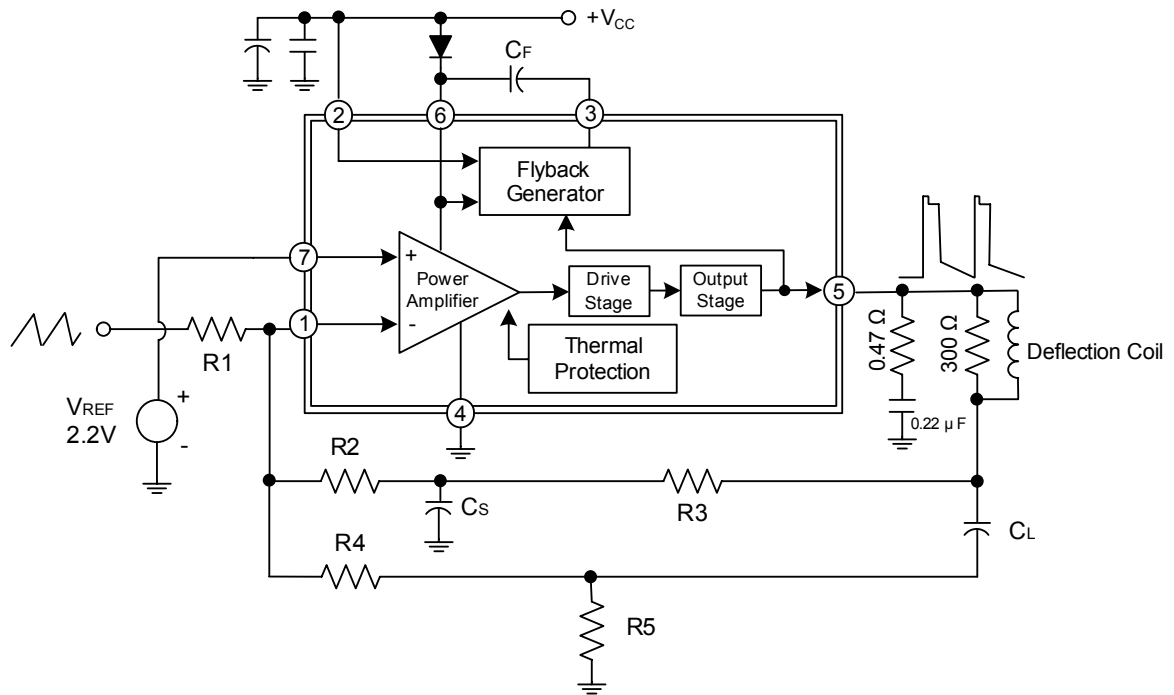 +VCC
CF
2
6
3
Flyback
Generator
7
+
Power
Amplifier
-
Drive
Stage
Output
Stage
5
1
R1
Thermal
Protection
0.47 Ω
300 Ω
Deflection Coil
VREF
2.2V
+
-
4
0.22 µ F
R2
CS
R3
CL
R4
R5